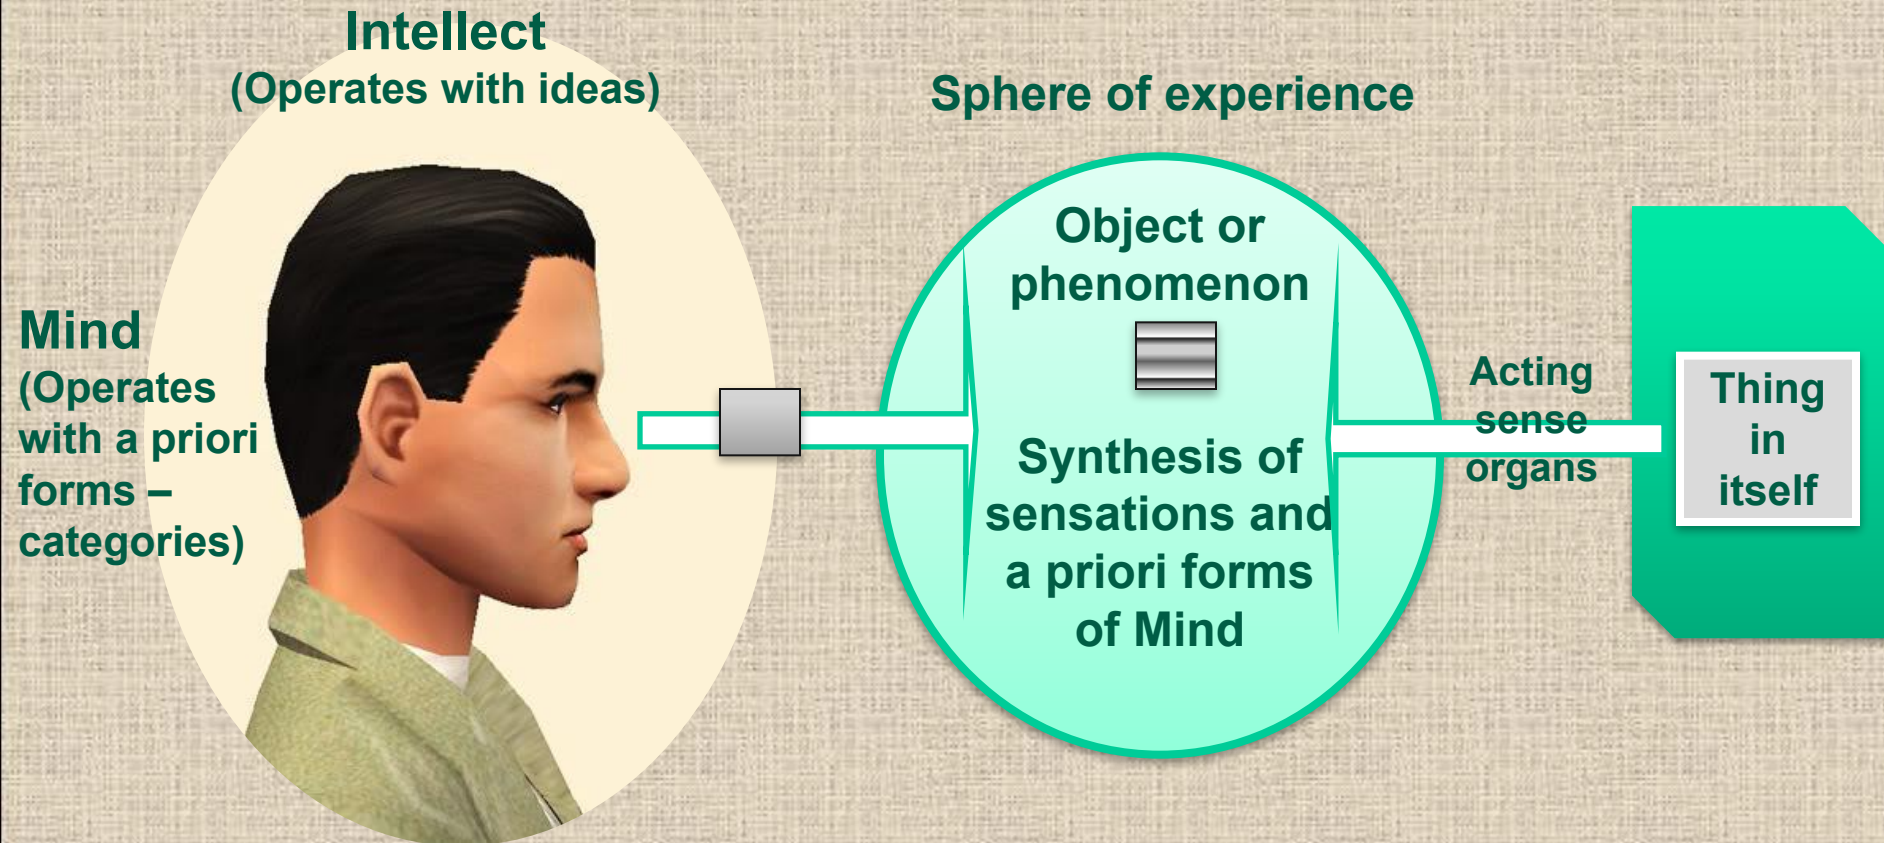 Intellect
(Operates with ideas)
Mind
(Operates
with a priori
forms –
categories)
Sphere of experience
Object or
phenomenon
Synthesis of
sensations and
a priori forms
of Mind
Acting
sense
organs
Thing
in
itself